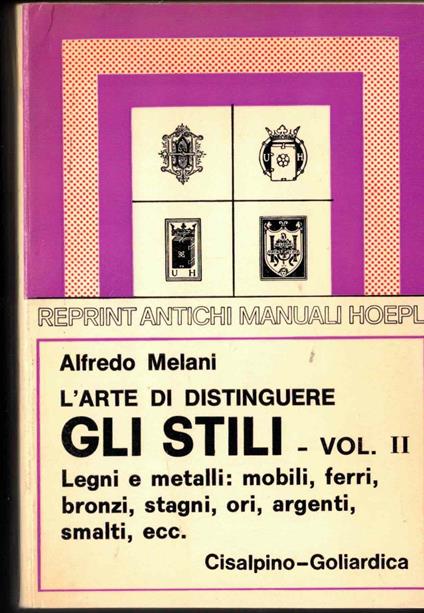 H
U H
U H
UH
REPRINT ANTICHI MANUALI HOEPL
Alfredo Melani
L'ARTE DI DISTINGUERE
GLI STILI - VOL. II
Legni e metalli: mobili, ferri,
bronzi, stagni, ori, argenti,
smalti, ecc.
Cisalpino-Goliardica